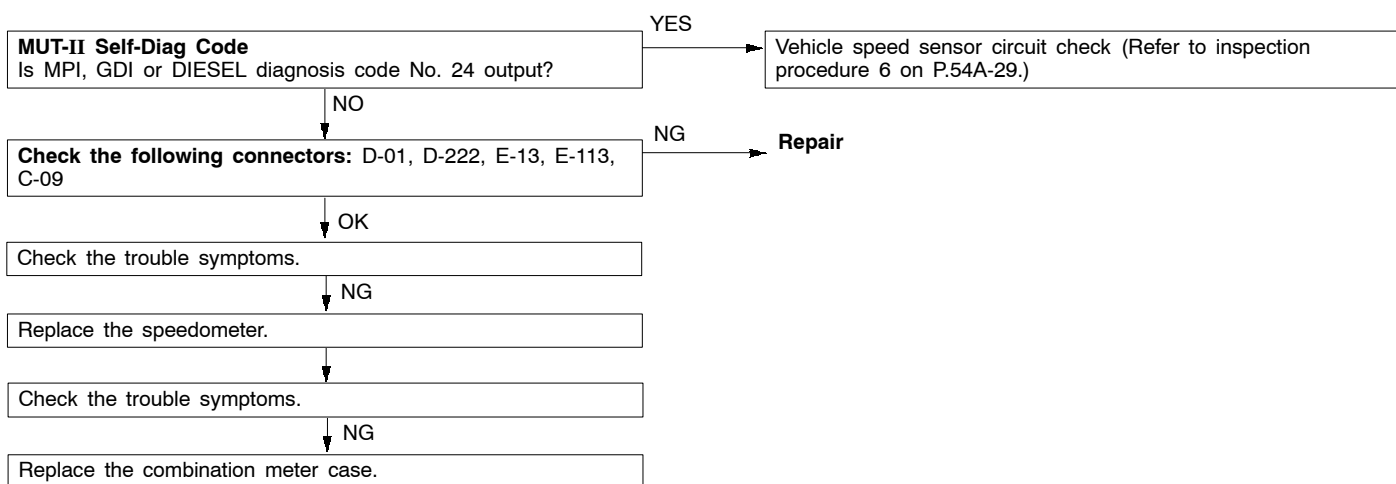 YES
MUT-II Self-Diag Code
Is MPI, GDI or DIESEL diagnosis code No. 24 output?
Vehicle speed sensor circuit check (Refer to inspection
procedure 6 on P.54A-29.)
NO
NG
Check the following connectors: D-01, D-222, E-13, E-113,
C-09
Repair
OK
Check the trouble symptoms.
NG
Replace the speedometer.
Check the trouble symptoms.
NG
Replace the combination meter case.